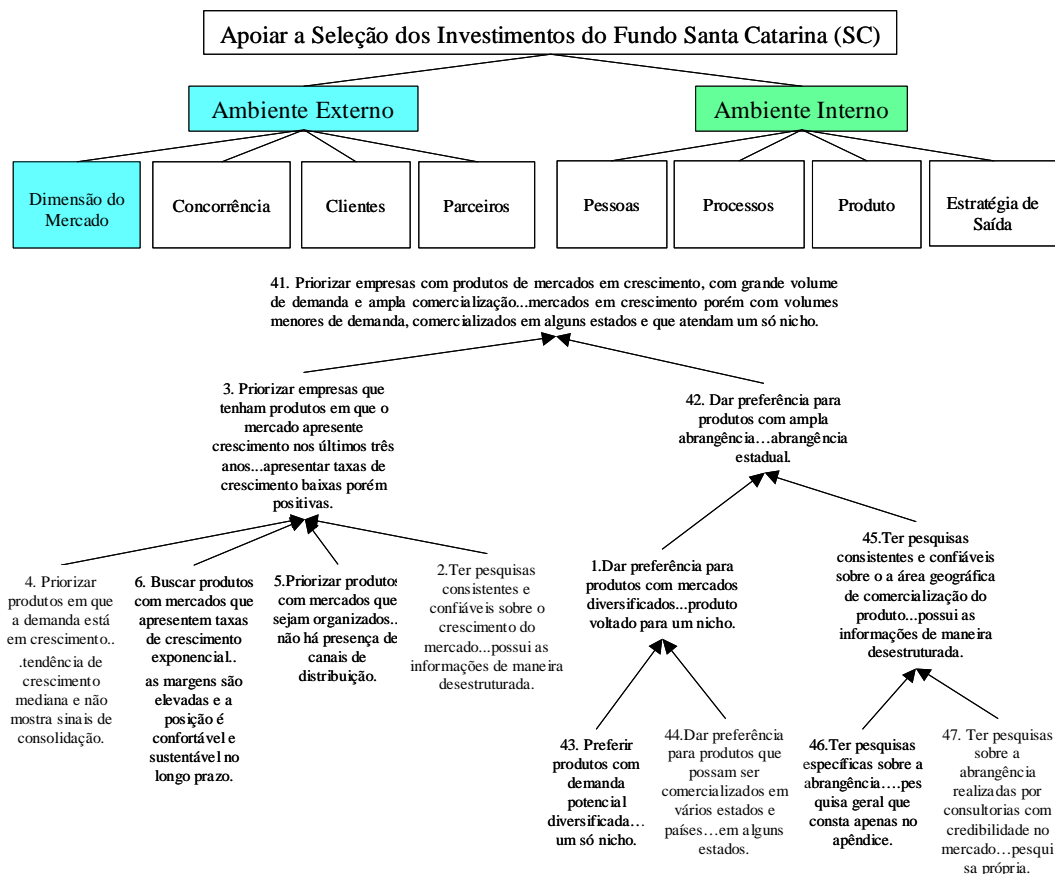 Apoiar a Seleção dos Investimentos do Fundo Santa Catarina (SC)
Ambiente Externo
Ambiente Interno
Dimensão do
Mercado
Concorrência
Clientes
Parceiros
Pessoas
Processos
Produto
Estratégia de
Saída
41. Priorizar empresas com produtos de mercados em crescimento, com grande volume
de demanda e ampla comercialização...mercados em crescimento porém com volumes
menores de demanda, comercializados em alguns estados e que atendam um só nicho.
3. Priorizar empresas que
tenham produtos em que o
mercado apresente
crescimento nos últimos três
anos...apresentar taxas de
crescimento baixas porém
positivas.
42. Dar preferência para
produtos com ampla
abrangência…abrangência
estadual.
4. Priorizar
produtos em que
a demanda está
em crescimento..
.tendência de
crescimento
mediana e não
mostra sinais de
consolidação.
6. Buscar produtos
com mercados que
apresentem taxas
de crescimento
exponencial..
as margens são
elevadas e a
posição é
confortável e
sustentável no
longo prazo.
5.Priorizar produtos
com mercados que
sejam organizados..
não há presença de
canais de
distribuição.
2.Ter pesquisas
consistentes e
confiáveis sobre o
crescimento do
mercado...possui as
informações de maneira
desestruturada.
1.Dar preferência para
produtos com mercados
diversificados...produto
voltado para um nicho.
45.Ter pesquisas
consistentes e confiáveis
sobre o a área geográfica
de comercialização do
produto...possui as
informações de maneira
desestruturada.
43. Preferir
produtos com
demanda
potencial
diversificada…
um só nicho.
44.Dar preferência
para produtos que
possam ser
comercializados em
vários estados e
países…em alguns
estados.
46.Ter pesquisas
específicas sobre a
abrangência….pes
quisa geral que
consta apenas no
apêndice.
47. Ter pesquisas
sobre a
abrangência
realizadas por
consultorias com
credibilidade no
mercado…pesqui
sa própria.